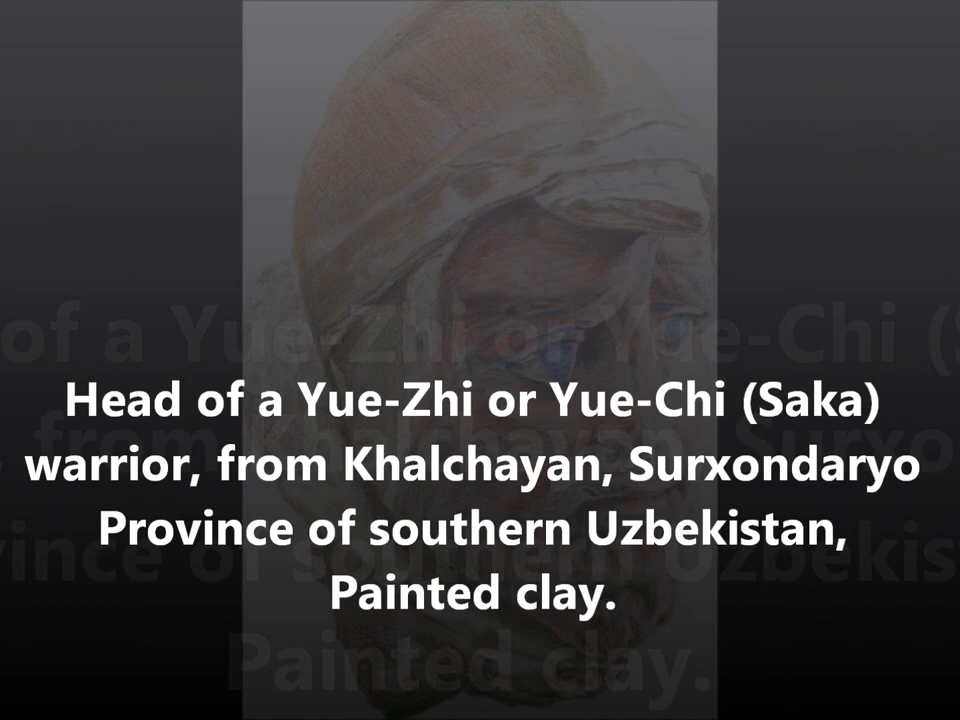 Head of a Yue-Zhi or Yue-Chi (Saka)
warrior, from Khalchayan, Surxondaryo
Province of southern Uzbekistan,
Painted clay.